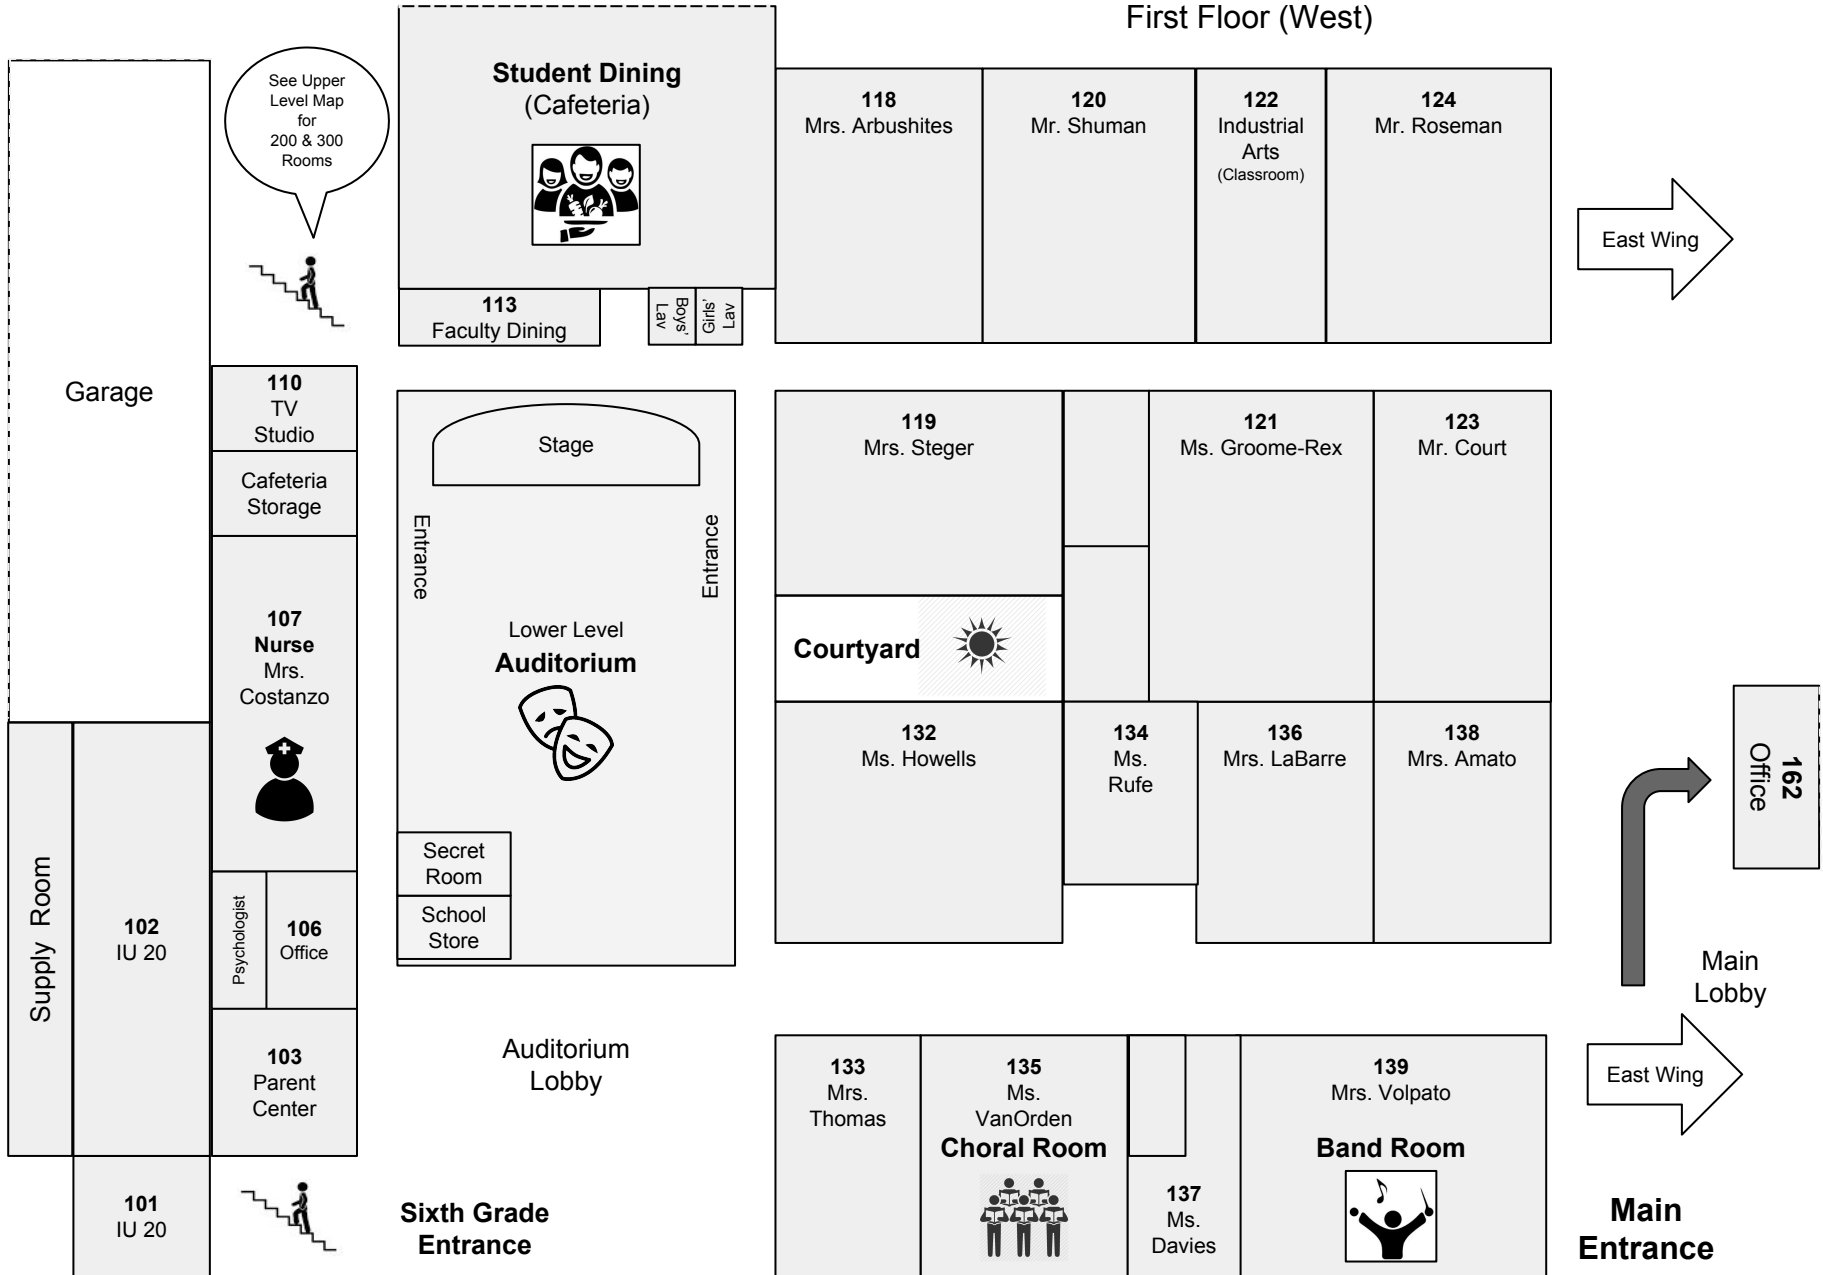 First Floor (West)
See Upper
Level Map
for
200 & 300
Rooms
Student Dining
(Cafeteria)
118
Mrs. Arbushites
120
Mr. Shuman
122
Industrial
Arts
(Classroom)
124
Mr. Roseman
East Wing
113
Faculty Dining
Boys'
Lav
Girls'
Lav
Garage
110
TV
Studio
Cafeteria
Storage
107
Nurse
Mrs.
Costanzo
Stage
Entrance
Entrance
Lower Level
Auditorium
Secret
Room
School
Store
119
Mrs. Steger
121
Ms. Groome-Rex
123
Mr. Court
Courtyard
132
Ms. Howells
134
Ms.
Rufe
136
Mrs. LaBarre
138
Mrs. Amato
162
Office
Supply Room
102
IU 20
Psychologist
106
Office
103
Parent
Center
Auditorium
Lobby
Main
Lobby
133
Mrs.
Thomas
135
Ms.
VanOrden
Choral Room
137
Ms.
Davies
139
Mrs. Volpato
Band Room
East Wing
101
IU 20
Sixth Grade
Entrance
Main
Entrance